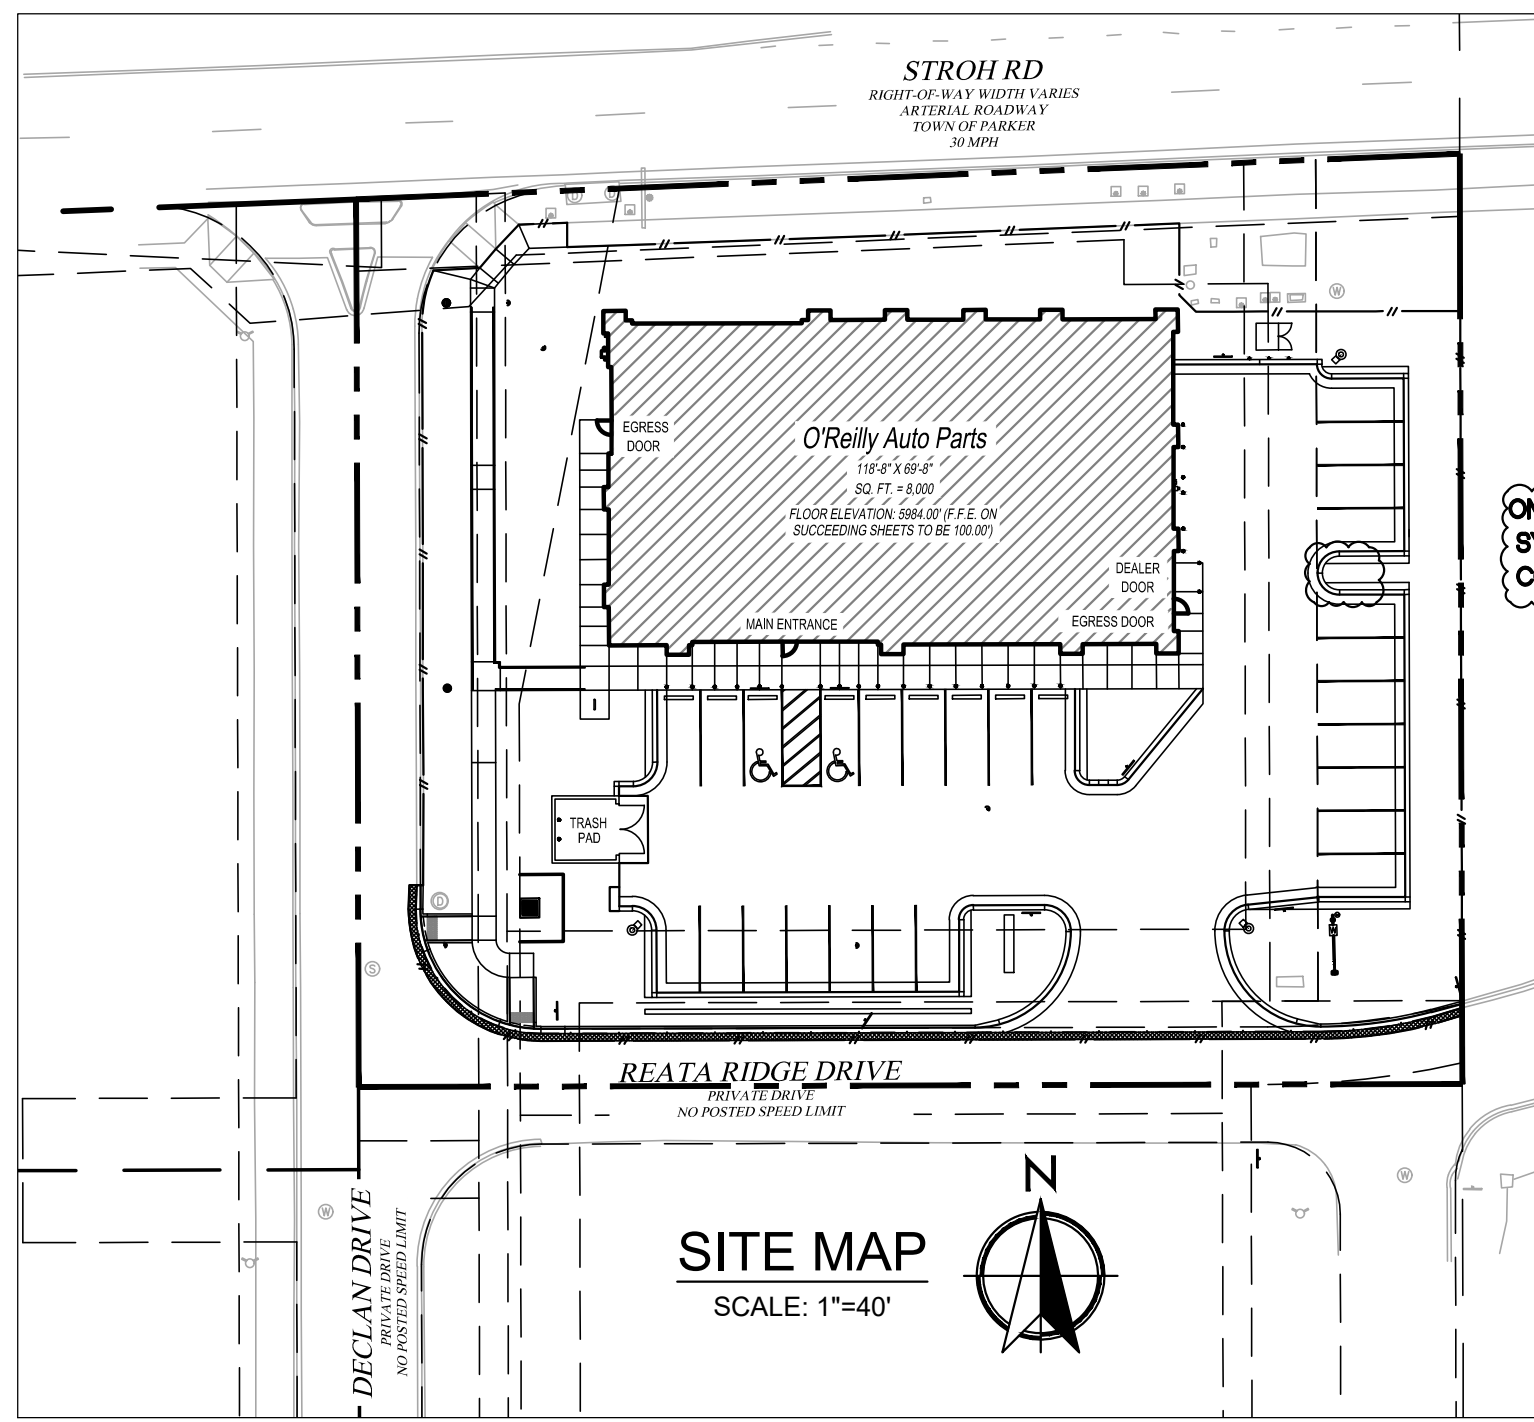 STROH RD
RIGHT-OF-WAY WIDTH VARIES
ARTERIAL ROADWAY
TOWN OF PARKER
30 MPH
D
D
W
EGRESS
DOOR
O'Reilly Auto Parts
118'-8" X 69'-8"
SQ. FT. = 8,000
FLOOR ELEVATION: 5984.00' (F.F.E. ON
SUCCEEDING SHEETS TO BE 100.00')
DEALER
DOOR
MAIN ENTRANCE
EGRESS DOOR
TRASH
PAD
D
S
REATA RIDGE DRIVE
PRIVATE DRIVE
NO POSTED SPEED LIMIT
W
W
DECLAN DRIVE
PRIVATE DRIVE
NO POSTED SPEED LIMIT
N
SITE MAP
SCALE: 1"=40'